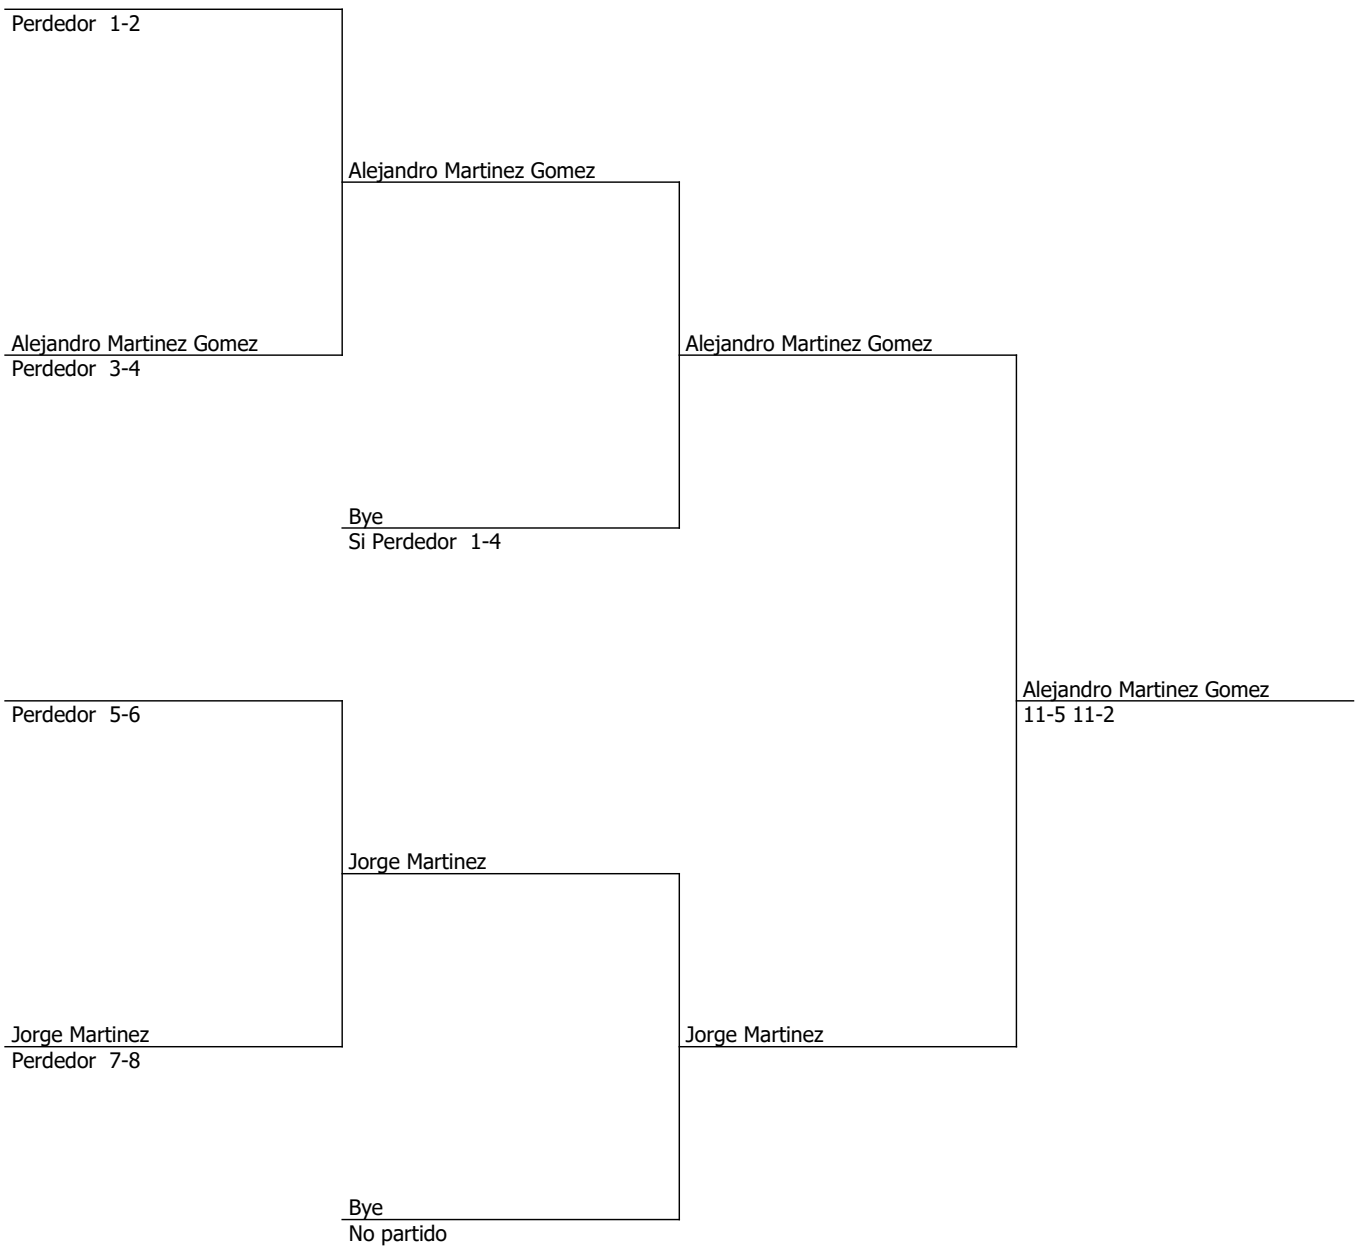 Perdedor 1-2
Alejandro Martinez Gomez
Alejandro Martinez Gomez
Perdedor 3-4
Alejandro Martinez Gomez
Bye
Si Perdedor 1-4
Perdedor 5-6
Alejandro Martinez Gomez
11-5 11-2
Jorge Martinez
Jorge Martinez
Perdedor 7-8
Jorge Martinez
Bye
No partido